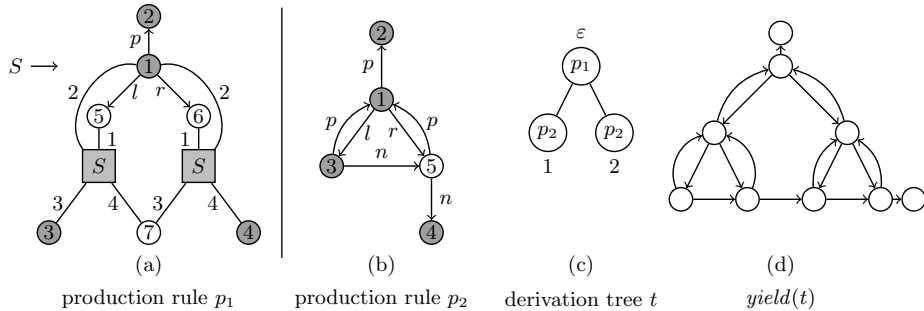 2 2 ε
p
S → 1 p p₁
2 l r 2 1
5 6 p l r p p₂ p₂
1 1 3 n 5 1 2
S S
3 4 3 4 n
3 7 4 4
(a) (b) (c) (d)
production rule p₁ production rule p₂ derivation tree t yield(t)